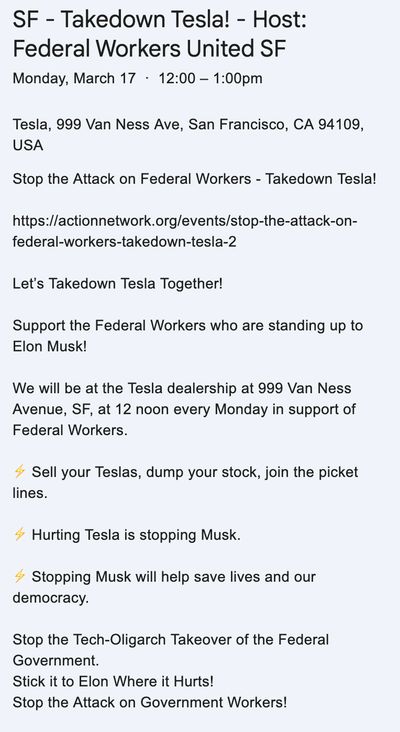 SF - Takedown Tesla! - Host:
Federal Workers United SF
Monday, March 17 · 12:00 – 1:00pm
Tesla, 999 Van Ness Ave, San Francisco, CA 94109,
USA
Stop the Attack on Federal Workers - Takedown Tesla!
https://actionnetwork.org/events/stop-the-attack-on-
federal-workers-takedown-tesla-2
Let’s Takedown Tesla Together!
Support the Federal Workers who are standing up to
Elon Musk!
We will be at the Tesla dealership at 999 Van Ness
Avenue, SF, at 12 noon every Monday in support of
Federal Workers.
⚡ Sell your Teslas, dump your stock, join the picket
lines.
⚡ Hurting Tesla is stopping Musk.
⚡ Stopping Musk will help save lives and our
democracy.
Stop the Tech-Oligarch Takeover of the Federal
Government.
Stick it to Elon Where it Hurts!
Stop the Attack on Government Workers!